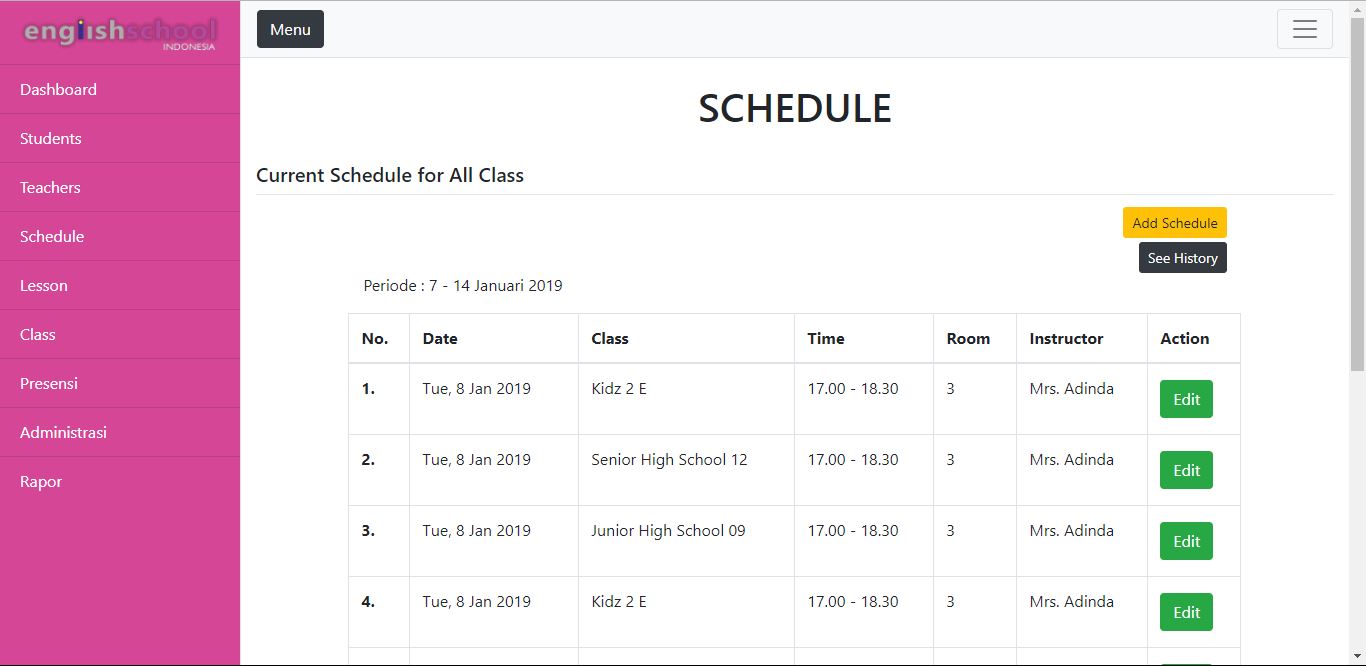 englishschool
INDONESIA
Menu
Dashboard
Students
Teachers
Schedule
Lesson
Class
Presensi
Administrasi
Rapor
SCHEDULE
Current Schedule for All Class
Add Schedule
See History
Periode : 7 - 14 Januari 2019
No. Date Class Time Room Instructor Action
1. Tue, 8 Jan 2019 Kidz 2 E 17.00 - 18.30 3 Mrs. Adinda Edit
2. Tue, 8 Jan 2019 Senior High School 12 17.00 - 18.30 3 Mrs. Adinda Edit
3. Tue, 8 Jan 2019 Junior High School 09 17.00 - 18.30 3 Mrs. Adinda Edit
4. Tue, 8 Jan 2019 Kidz 2 E 17.00 - 18.30 3 Mrs. Adinda Edit